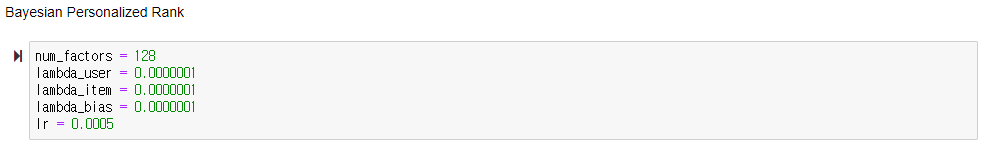 Bayesian Personalized Rank
num_factors = 128
lambda_user = 0.0000001
lambda_item = 0.0000001
lambda_bias = 0.0000001
lr = 0.0005